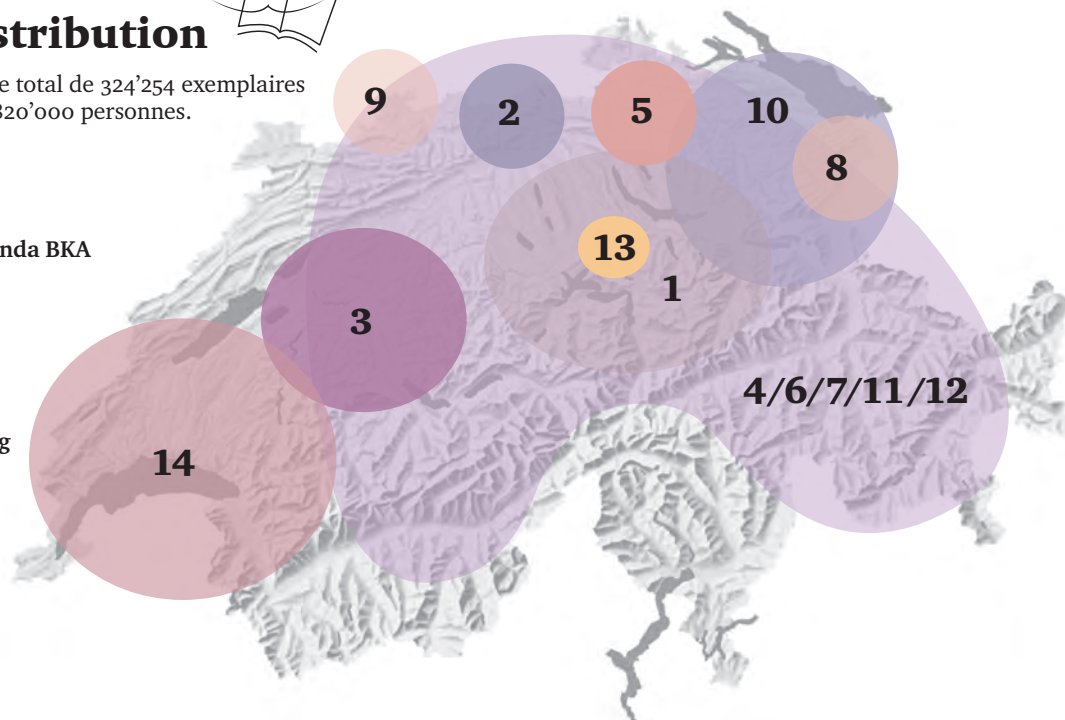 stribution
e total de 324’254 exemplaires
820’000 personnes.
9
2
5
10
8
nda BKA
13
1
3
4/6/7/11/12
g
14